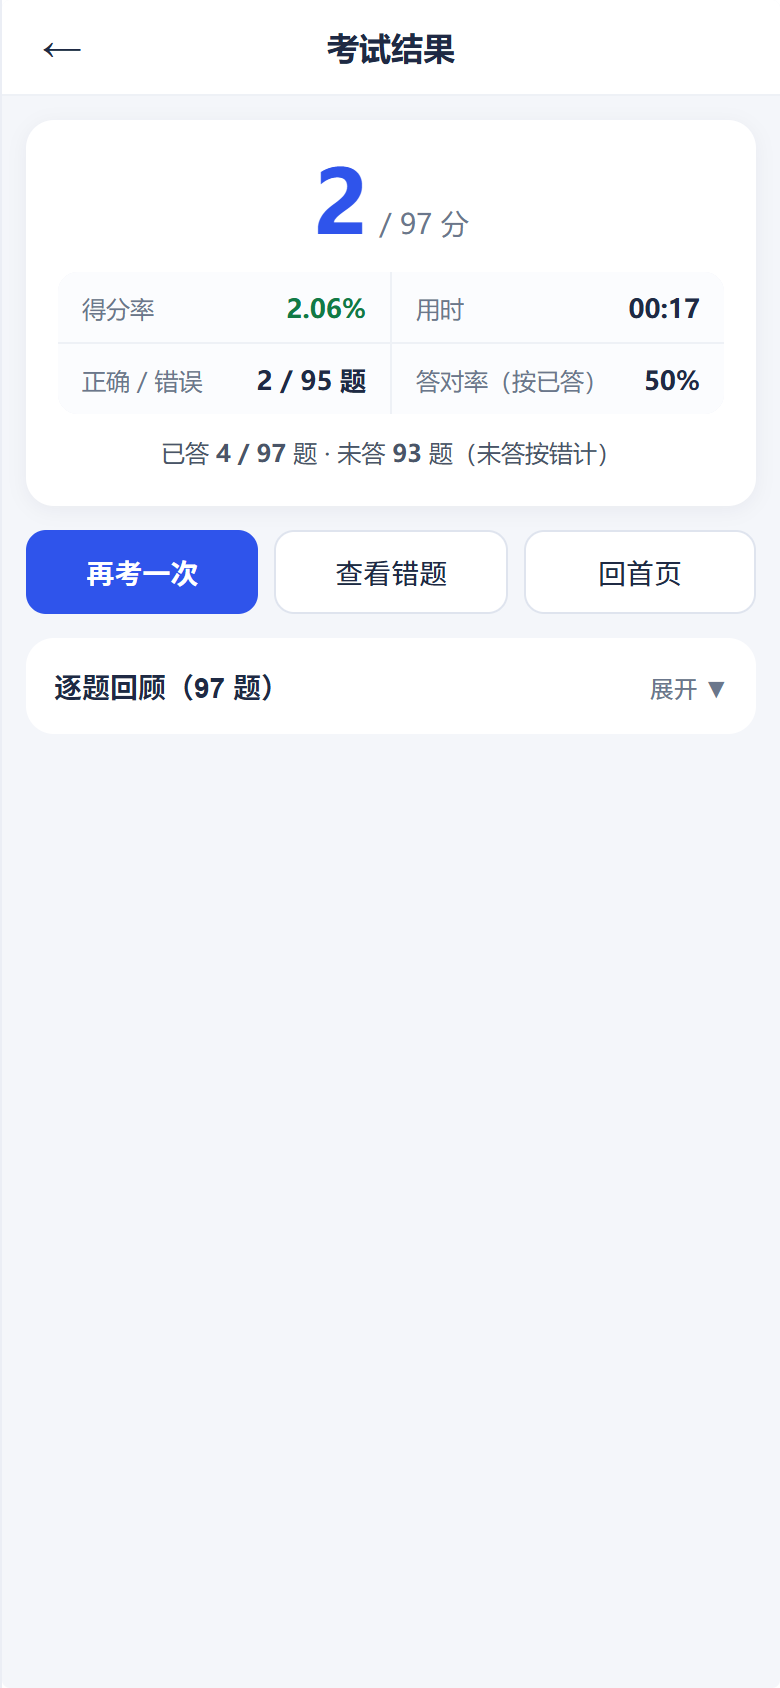 ← 考试结果
2 / 97 分
得分率 2.06% 用时 00:17
正确 / 错误 2 / 95 题 答对率（按已答） 50%
已答 4 / 97 题 · 未答 93 题（未答按错计）
再考一次 查看错题 回首页
逐题回顾（97 题） 展开 ▼